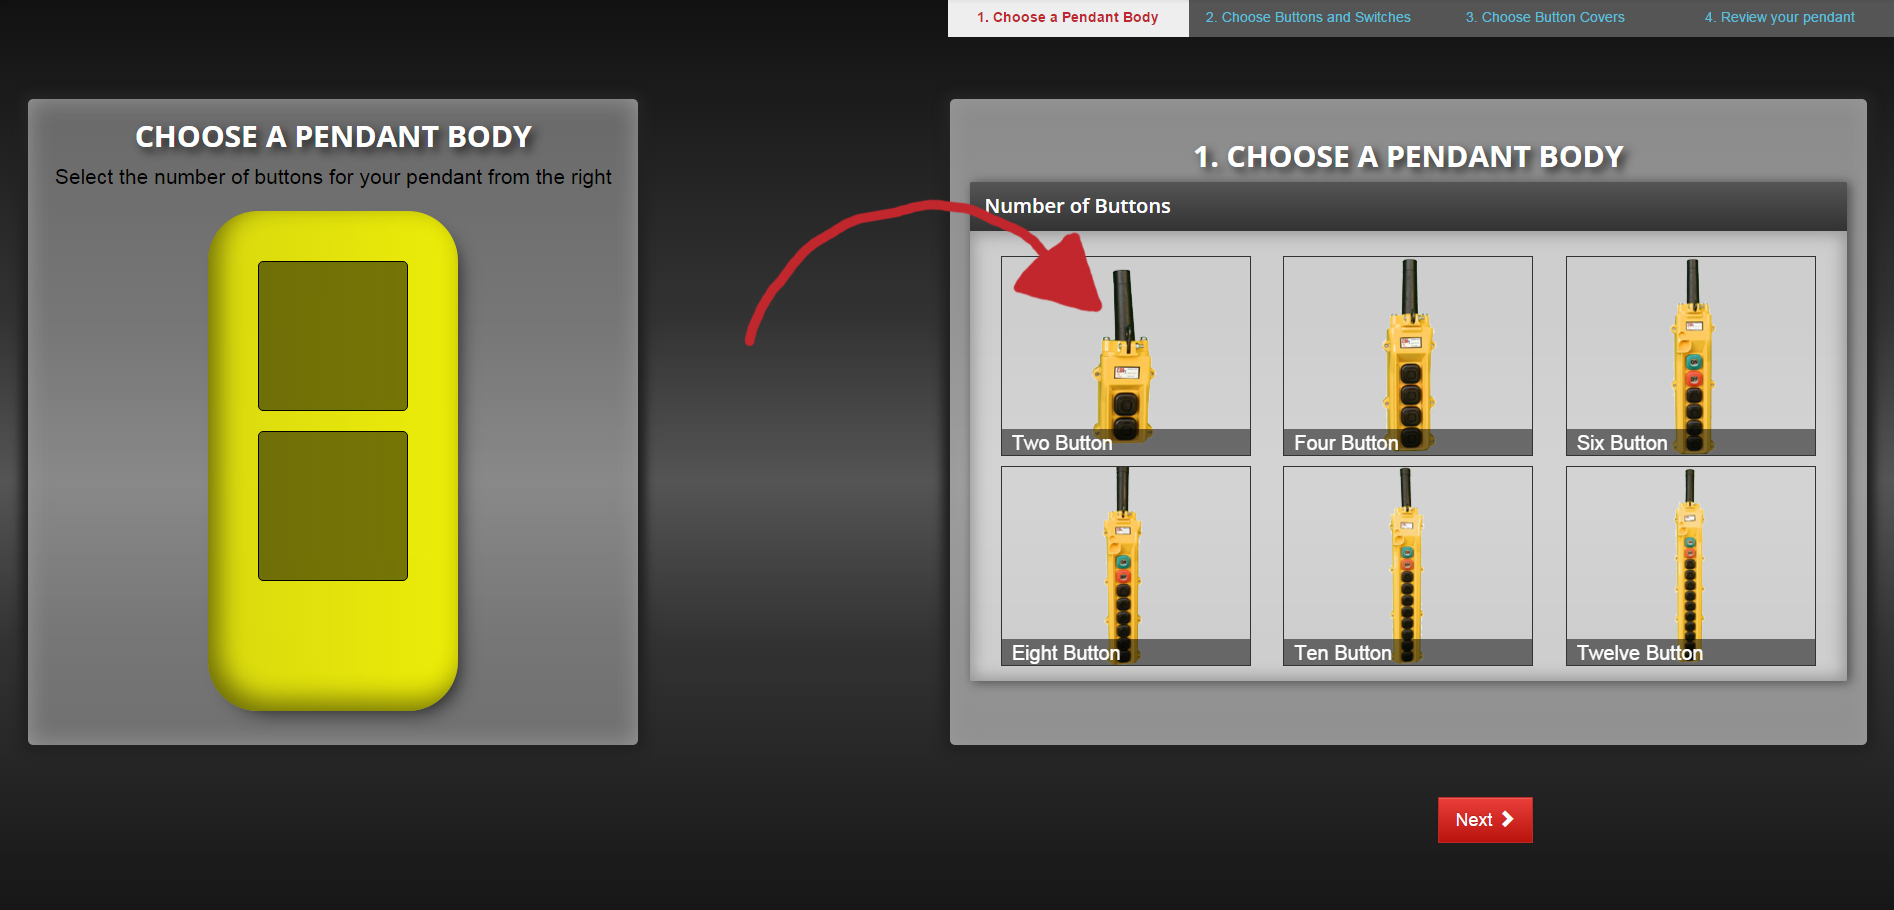 1. Choose a Pendant Body
2. Choose Buttons and Switches
3. Choose Button Covers
4. Review your pendant
CHOOSE A PENDANT BODY
Select the number of buttons for your pendant from the right
1. CHOOSE A PENDANT BODY
Number of Buttons
Two Button
Four Button
Six Button
Eight Button
Ten Button
Twelve Button
Next